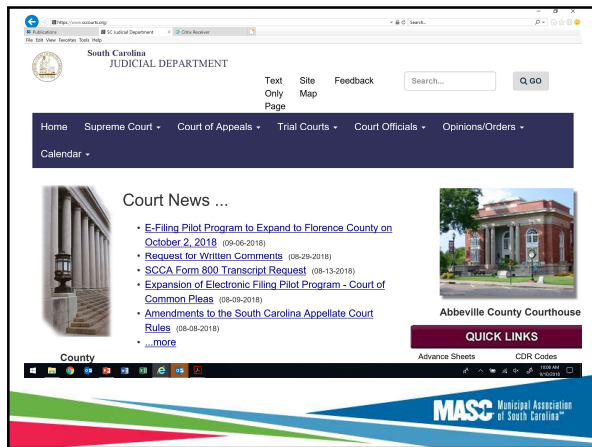 https://www.sccourts.org/
Search...
Publications
SC Judicial Department
Citrix Receiver
File Edit View Favorites Tools Help
South Carolina
JUDICIAL DEPARTMENT
Text Only Page
Site Map
Feedback
Search...
GO
Home Supreme Court Court of Appeals Trial Courts Court Officials Opinions/Orders
Calendar
Court News ...
• E-Filing Pilot Program to Expand to Florence County on
October 2, 2018 (09-06-2018)
• Request for Written Comments (08-29-2018)
• SCCA Form 800 Transcript Request (08-13-2018)
• Expansion of Electronic Filing Pilot Program - Court of
Common Pleas (08-09-2018)
• Amendments to the South Carolina Appellate Court
Rules (08-08-2018)
• ...more
Abbeville County Courthouse
QUICK LINKS
County
Advance Sheets CDR Codes
10:08 AM
9/10/2018
MASC Municipal Association
of South Carolina